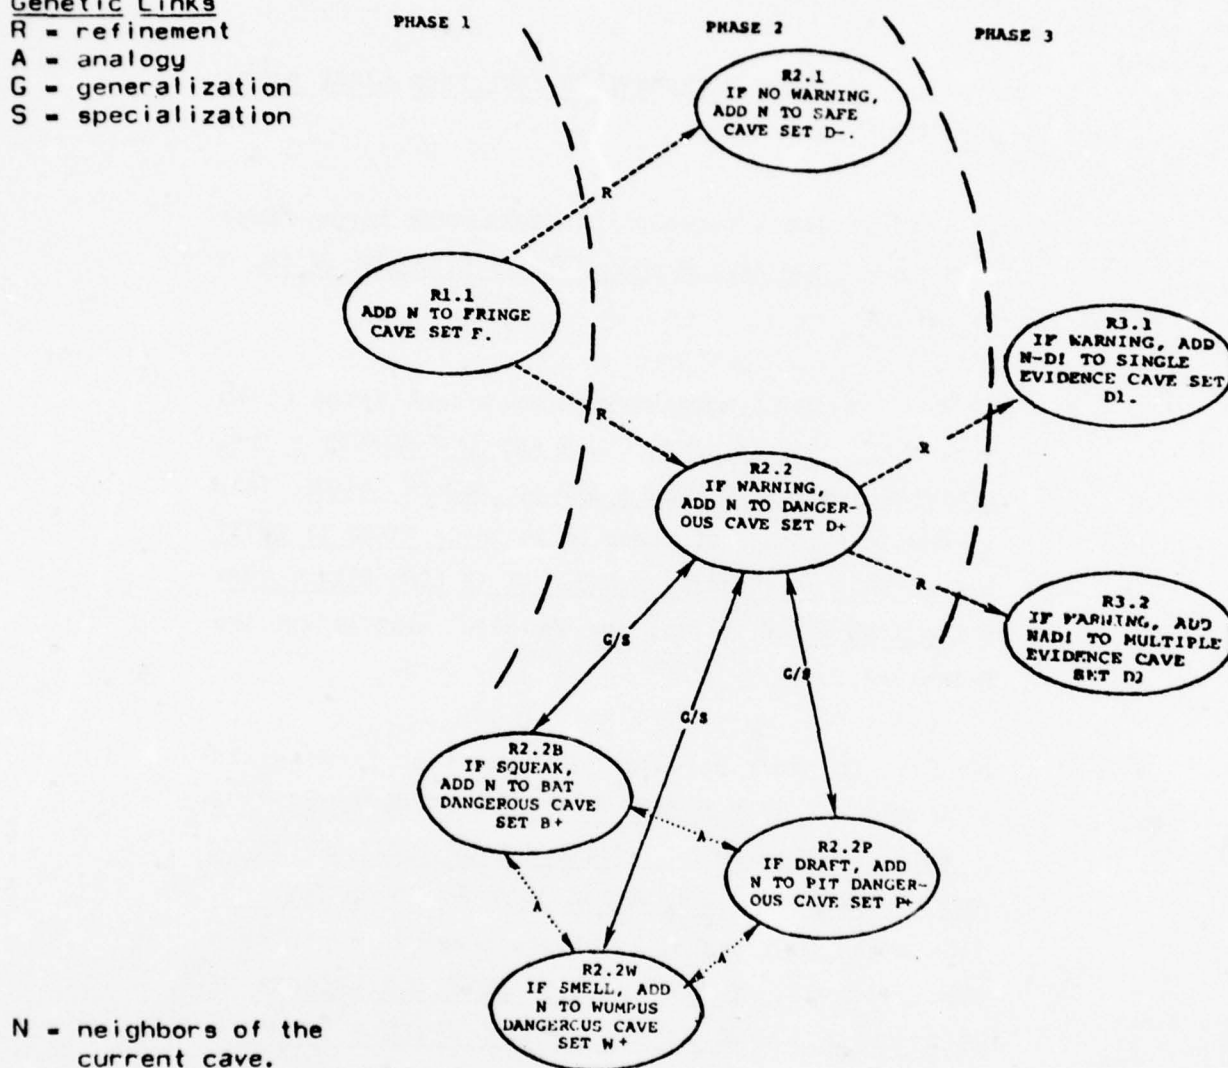 Genetic Links
R = refinement
A = analogy
G = generalization
S = specialization
PHASE 1
PHASE 2
PHASE 3
R2.1
IF NO WARNING,
ADD N TO SAFE
CAVE SET D-.
R
R1.1
ADD N TO FRINGE
CAVE SET F.
R
R3.1
IF WARNING, ADD
N-D1 TO SINGLE
EVIDENCE CAVE SET
D1.
R
R2.2
IF WARNING,
ADD N TO DANGER-
OUS CAVE SET D+
R
R3.2
IF WARNING, ADD
TO MULTIPLE
EVIDENCE CAVE
SET D2
G/S
G/S
G/S
R2.2B
IF SQUEAK,
ADD N TO BAT
DANGEROUS CAVE
SET B+
A
R2.2P
IF DRAFT, ADD
N TO PIT DANGER-
OUS CAVE SET P+
A
A
R2.2W
IF SMELL, ADD
N TO WUMPUS
DANGEROUS CAVE
SET W+
N = neighbors of the
current cave.